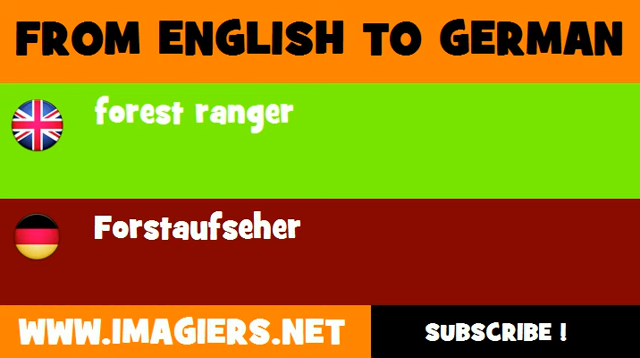 FROM ENGLISH TO GERMAN
forest ranger
Forstaufseher
WWW.IMAGIERS.NET
SUBSCRIBE !